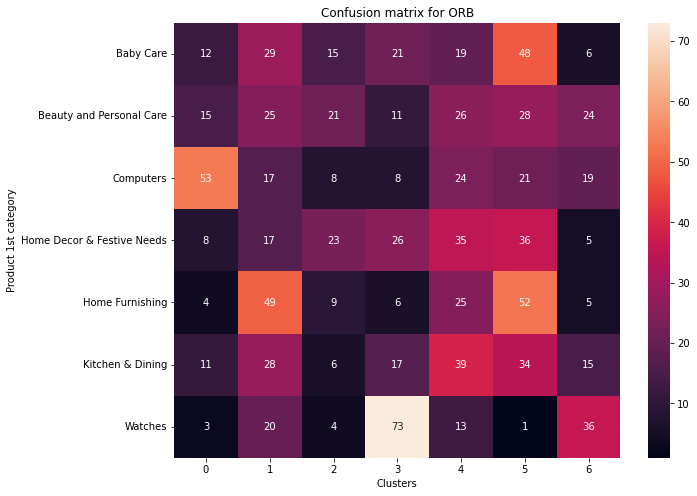 Confusion matrix for ORB
Product 1st category
Baby Care 12 29 15 21 19 48 6
Beauty and Personal Care 15 25 21 11 26 28 24
Computers 53 17 8 8 24 21 19
Home Decor & Festive Needs 8 17 23 26 35 36 5
Home Furnishing 4 49 9 6 25 52 5
Kitchen & Dining 11 28 6 17 39 34 15
Watches 3 20 4 73 13 1 36
0 1 2 3 4 5 6
Clusters
70
60
50
40
30
20
10